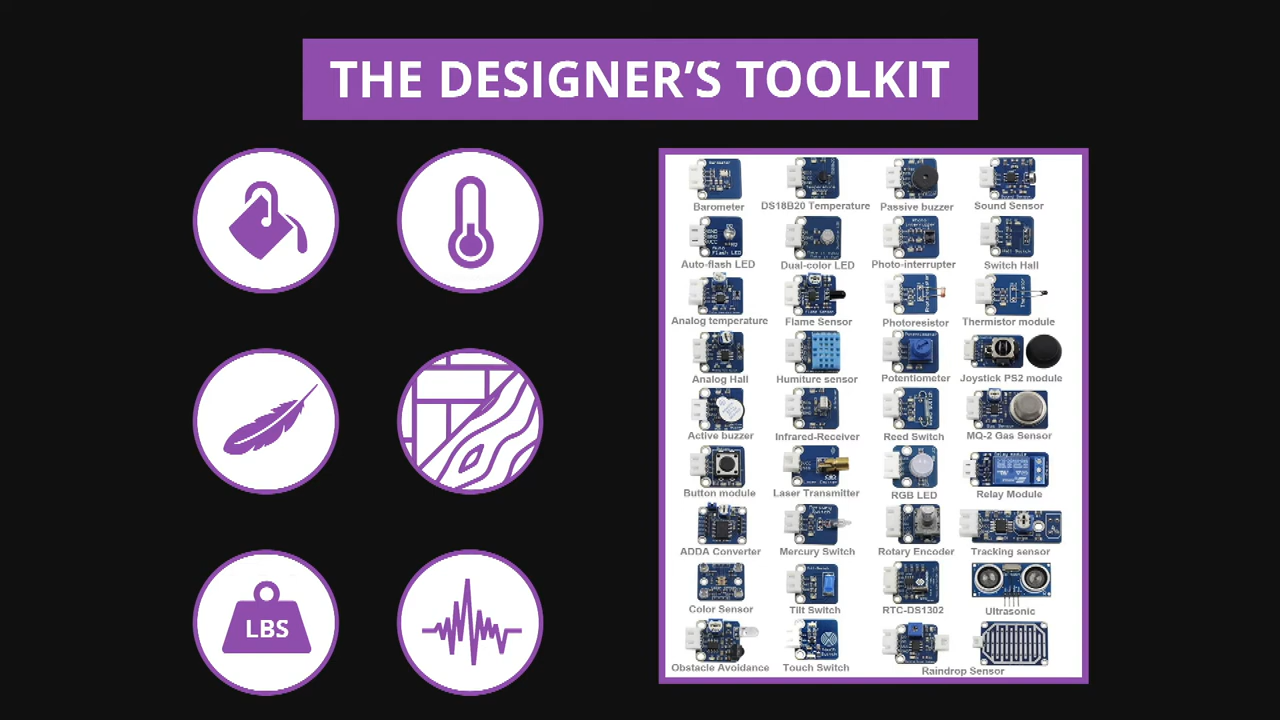 THE DESIGNER'S TOOLKIT
LBS
Barometer DS18B20 Temperature Passive buzzer Sound Sensor
Auto-flash LED Dual-color LED Photo-interrupter Switch Hall
Analog temperature Flame Sensor Photoresistor Thermistor module
Analog Hall Humiture sensor Potentiometer Joystick PS2 module
Active buzzer Infrared-Receiver Reed Switch MQ-2 Gas Sensor
Button module Laser Transmitter RGB LED Relay Module
ADDA Converter Mercury Switch Rotary Encoder Tracking sensor
Color Sensor Tilt Switch RTC-DS1302 Ultrasonic
Obstacle Avoidance Touch Switch Raindrop Sensor